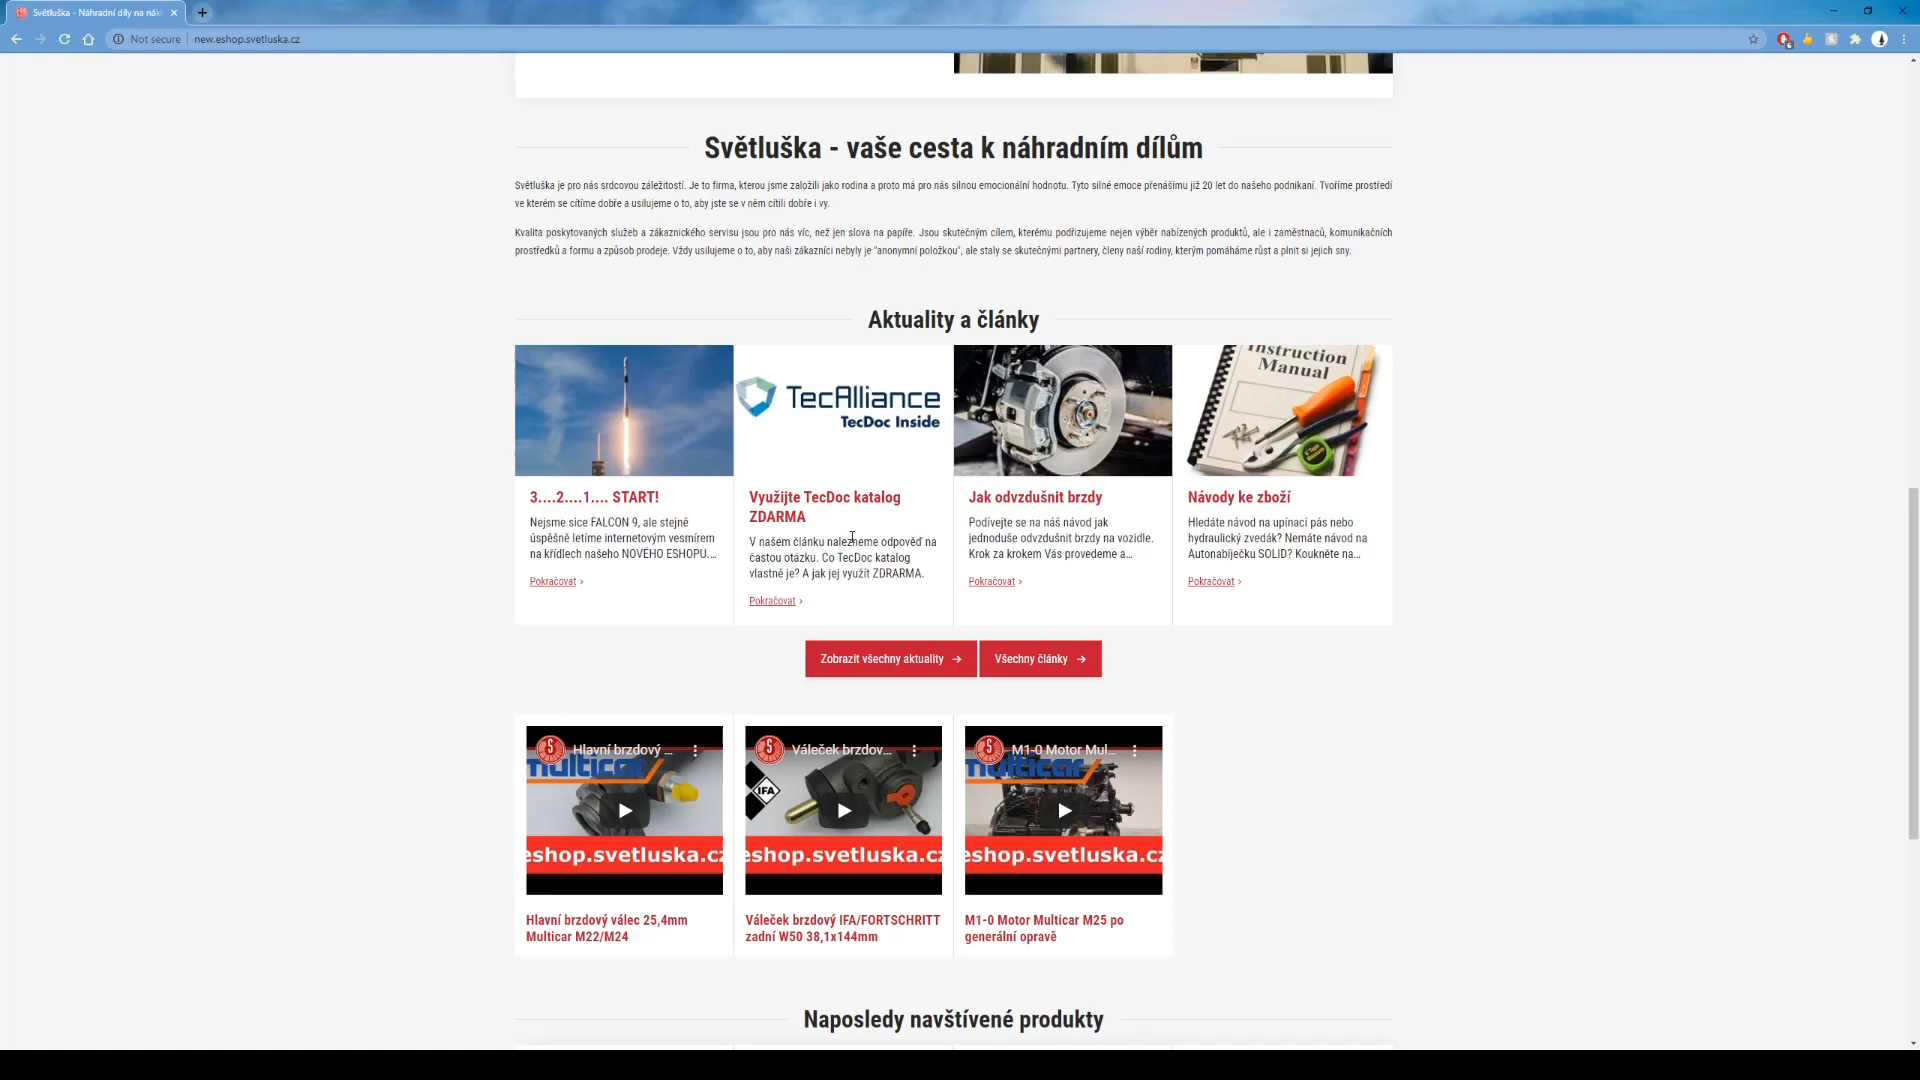 Světluška - Náhradní díly na nákl
Not secure
new.eshop.svetluska.cz
Světluška - vaše cesta k náhradním dílům
Světluška je pro nás srdcovou záležitostí. Je to firma, kterou jsme založili jako rodina a proto má pro nás silnou emocionální hodnotu. Tyto silné emoce přenášímu již 20 let do našeho podnikaní. Tvoříme prostředí
ve kterém se cítíme dobře a usilujeme o to, aby jste se v něm cítili dobře i vy.
Kvalita poskytovaných služeb a zákaznického servisu jsou pro nás víc, než jen slova na papíře. Jsou skutečným cílem, kterému podřizujeme nejen výběr nabízených produktů, ale i zaměstnaců, komunikačních
prostředků a formu a způsob prodeje. Vždy usilujeme o to, aby naši zákazníci nebyly je "anonymní položkou", ale staly se skutečnými partnery, členy naší rodiny, kterým pomáháme růst a plnit si jejich sny.
Aktuality a články
TecAlliance
TecDoc Inside
Instruction
Manual
3....2....1.... START!
Nejsme sice FALCON 9, ale stejně
úspěšně letíme internetovým vesmírem
na křídlech našeho NOVÉHO ESHOPU....
Pokračovat >
Využijte TecDoc katalog
ZDARMA
V našem článku nalezneme odpověď na
častou otázku. Co TecDoc katalog
vlastně je? A jak jej využít ZDRARMA.
Pokračovat >
Jak odvzdušnit brzdy
Podívejte se na náš návod jak
jednoduše odvzdušnit brzdy na vozidle.
Krok za krokem Vás provedeme a...
Pokračovat >
Návody ke zboží
Hledáte návod na upínací pás nebo
hydraulický zvedák? Nemáte návod na
Autonabíječku SOLID? Koukněte na...
Pokračovat >
Zobrazit všechny aktuality →
Všechny články →
Hlavní brzdový ...
multicar
eshop.svetluska.cz
Váleček brzdov...
IFA
eshop.svetluska.cz
M1-0 Motor Mul...
multicar
eshop.svetluska.cz
Hlavní brzdový válec 25,4mm
Multicar M22/M24
Váleček brzdový IFA/FORTSCHRITT
zadní W50 38,1x144mm
M1-0 Motor Multicar M25 po
generální opravě
Naposledy navštívené produkty